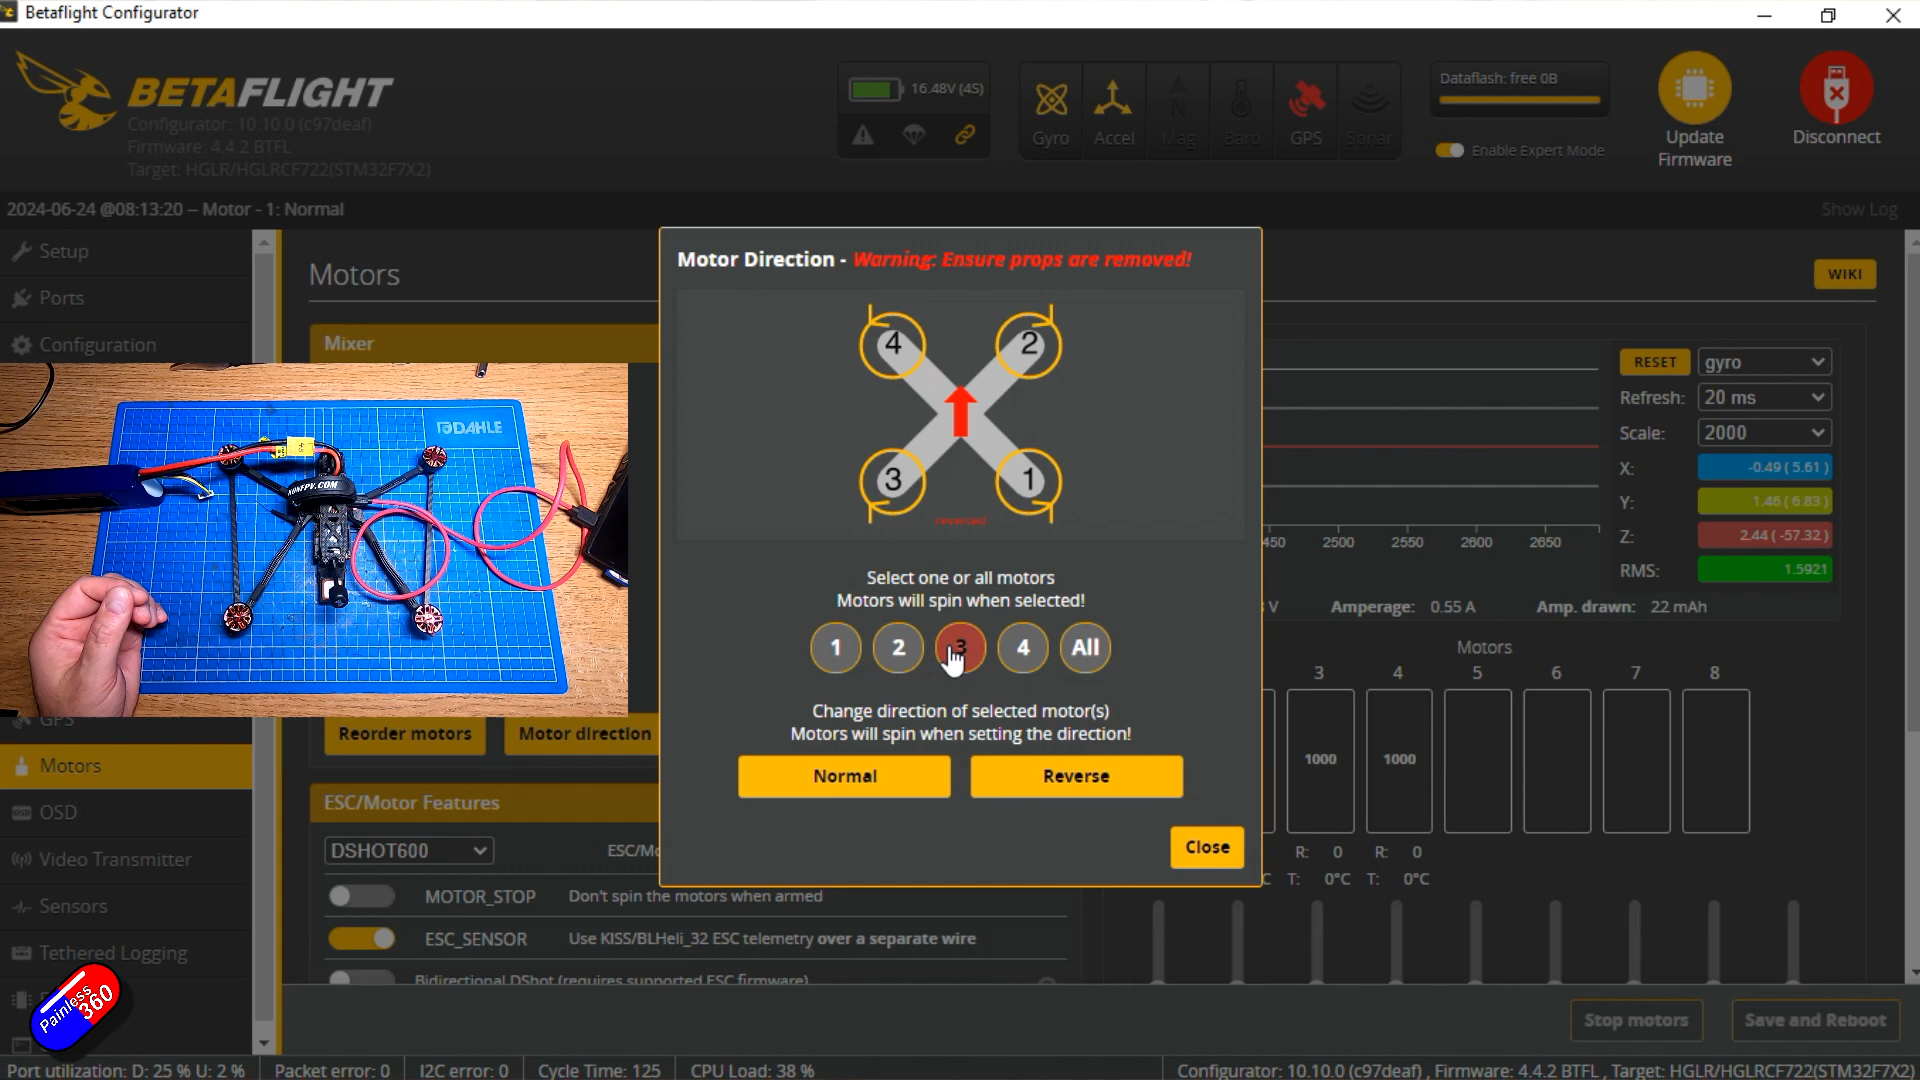 Betaflight Configurator
BETAFLIGHT
Configurator: 10.10.0 (c97deaf)
Firmware: 4.4.2 BTFL
Target: HGLR/HGLRCF722(STM32F7X2)
16.48V (4S)
Gyro
Accel
Mag
Baro
GPS
Sonar
Dataflash: free 0B
Enable Expert Mode
Update
Firmware
Disconnect
2024-06-24 @08:13:20 -- Motor - 1: Normal
Show Log
Setup
Ports
Configuration
GPS
Motors
OSD
Video Transmitter
Sensors
Tethered Logging
Motors
WIKI
Mixer
Reorder motors
Motor direction
ESC/Motor Features
DSHOT600
MOTOR_STOP Don't spin the motors when armed
ESC_SENSOR Use KISS/BLHeli_32 ESC telemetry over a separate wire
Bidirectional DShot (requires supported ESC firmware)
Motor Direction - Warning: Ensure props are removed!
4 2
3 1
reversed
Select one or all motors
Motors will spin when selected!
1 2 3 4 All
Change direction of selected motor(s)
Motors will spin when setting the direction!
Normal
Reverse
Close
RESET
gyro
Refresh: 20 ms
Scale: 2000
X: -0.49 ( 5.61 )
Y: 1.46 ( 6.83 )
Z: 2.44 ( -57.32 )
RMS: 1.5921
450 2500 2550 2600 2650
V Amperage: 0.55 A Amp. drawn: 22 mAh
Motors
3 4 5 6 7 8
1000 1000
R: 0 R: 0
C T: 0°C T: 0°C
Stop motors
Save and Reboot
DAHLE
Painless
360
Port utilization: D: 25 % U: 2 %
Packet error: 0
I2C error: 0
Cycle Time: 125
CPU Load: 38 %
Configurator: 10.10.0 (c97deaf) , Firmware: 4.4.2 BTFL , Target: HGLR/HGLRCF722(STM32F7X2)